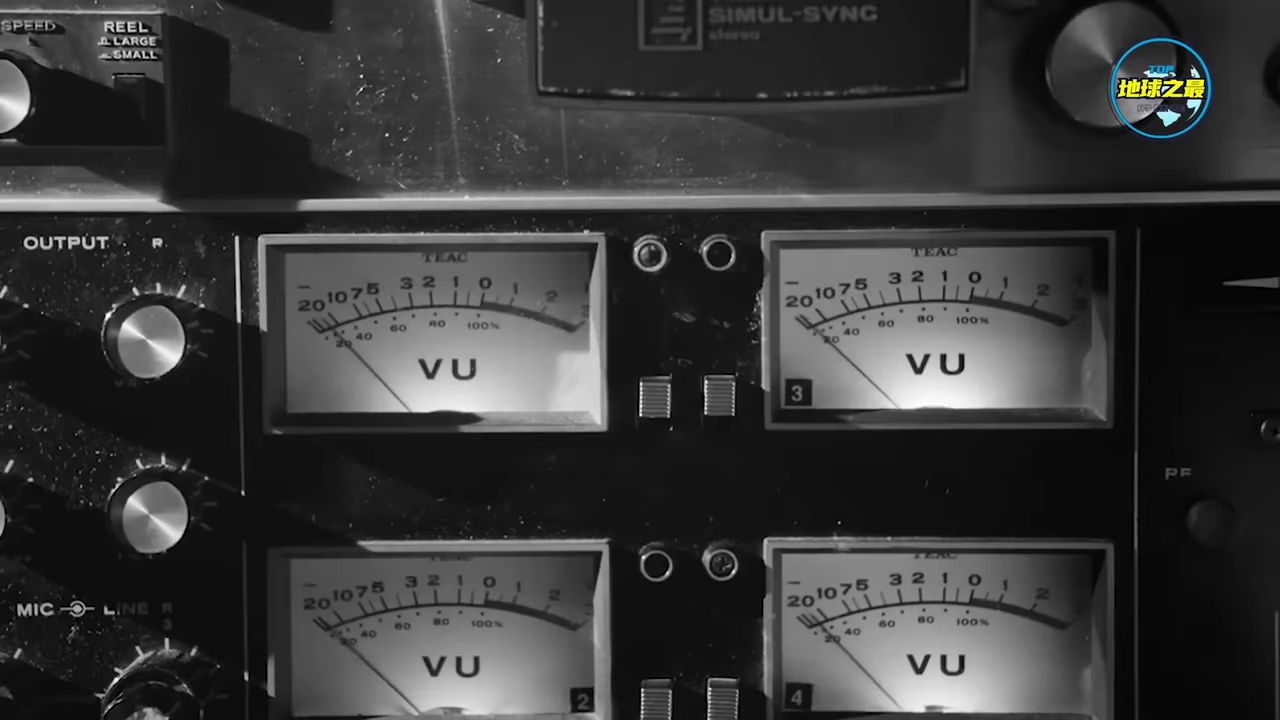 SPEED
REEL
LARGE
SMALL
SIMUL-SYNC
stereo
TOP
地球之最
OUTPUT R
TEAC
- 20 10 7 5 3 2 1 0 1 2
20 40 60 80 100%
VU
TEAC
- 20 10 7 5 3 2 1 0 1 2
20 40 60 80 100%
VU
3
MIC LINE
- 20 10 7 5 3 2 1 0 1 2
20 40 60 80 100%
VU
2
TEAC
- 20 10 7 5 3 2 1 0 1 2
20 40 60 80 100%
VU
4